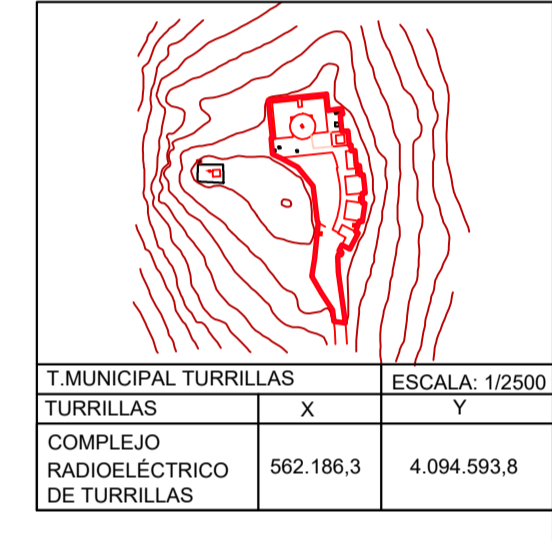 T.MUNICIPAL TURRILLAS
ESCALA: 1/2500
TURRILLAS
X
Y
COMPLEJO
RADIOELÉCTRICO
DE TURRILLAS
562.186,3
4.094.593,8